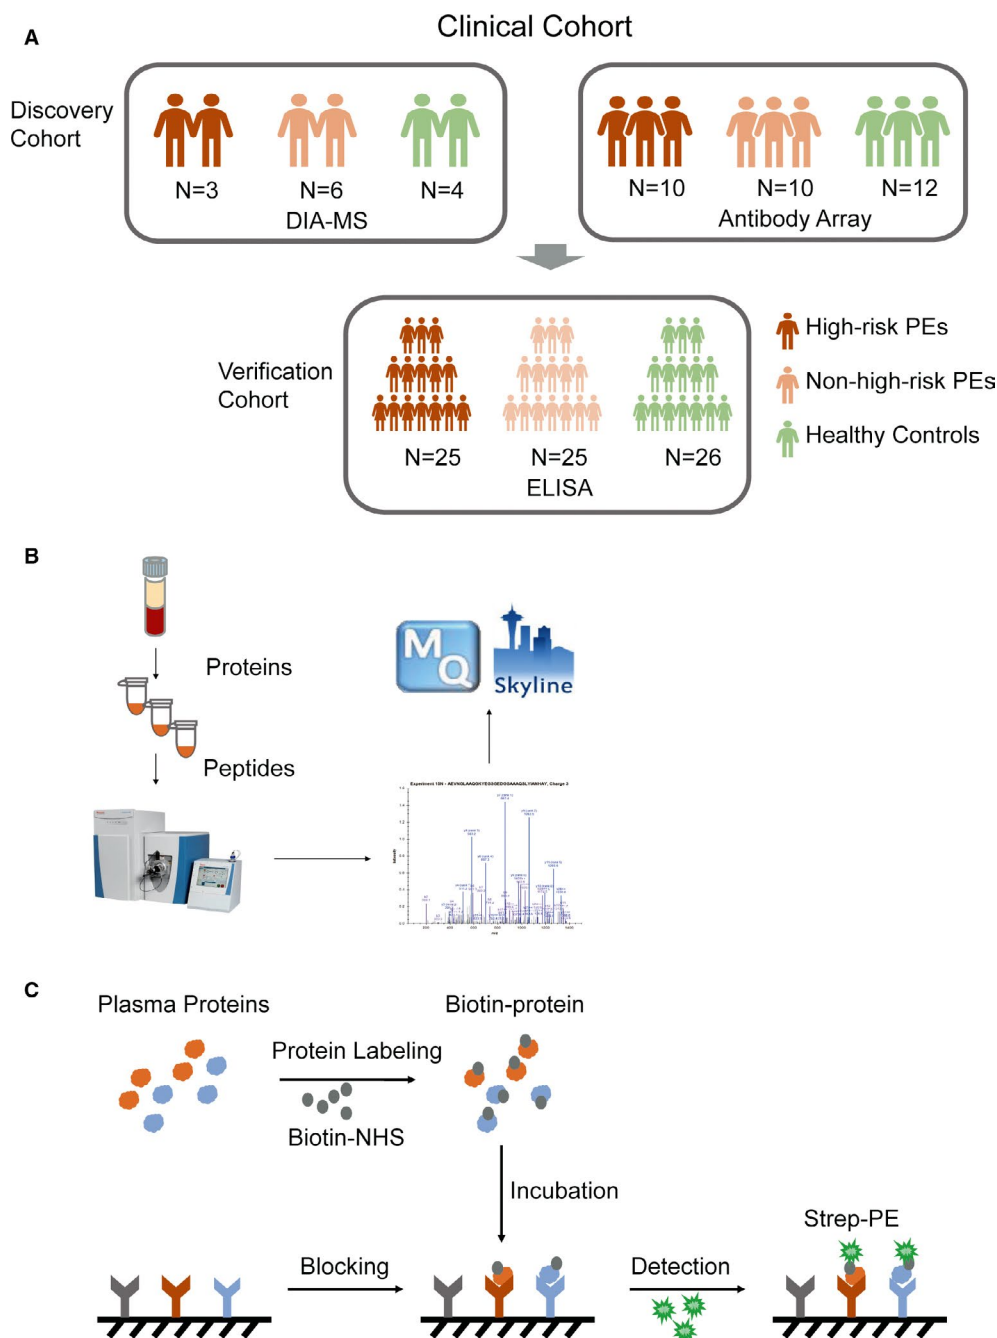 Clinical Cohort
A
Discovery
Cohort
N=3
N=6
N=4
DIA-MS
N=10
N=10
N=12
Antibody Array
Verification
Cohort
N=25
N=25
N=26
ELISA
High-risk PEs
Non-high-risk PEs
Healthy Controls
B
Proteins
Peptides
M
Q
Skyline
C
Plasma Proteins
Biotin-protein
Protein Labeling
Biotin-NHS
Incubation
Strep-PE
Blocking
Detection